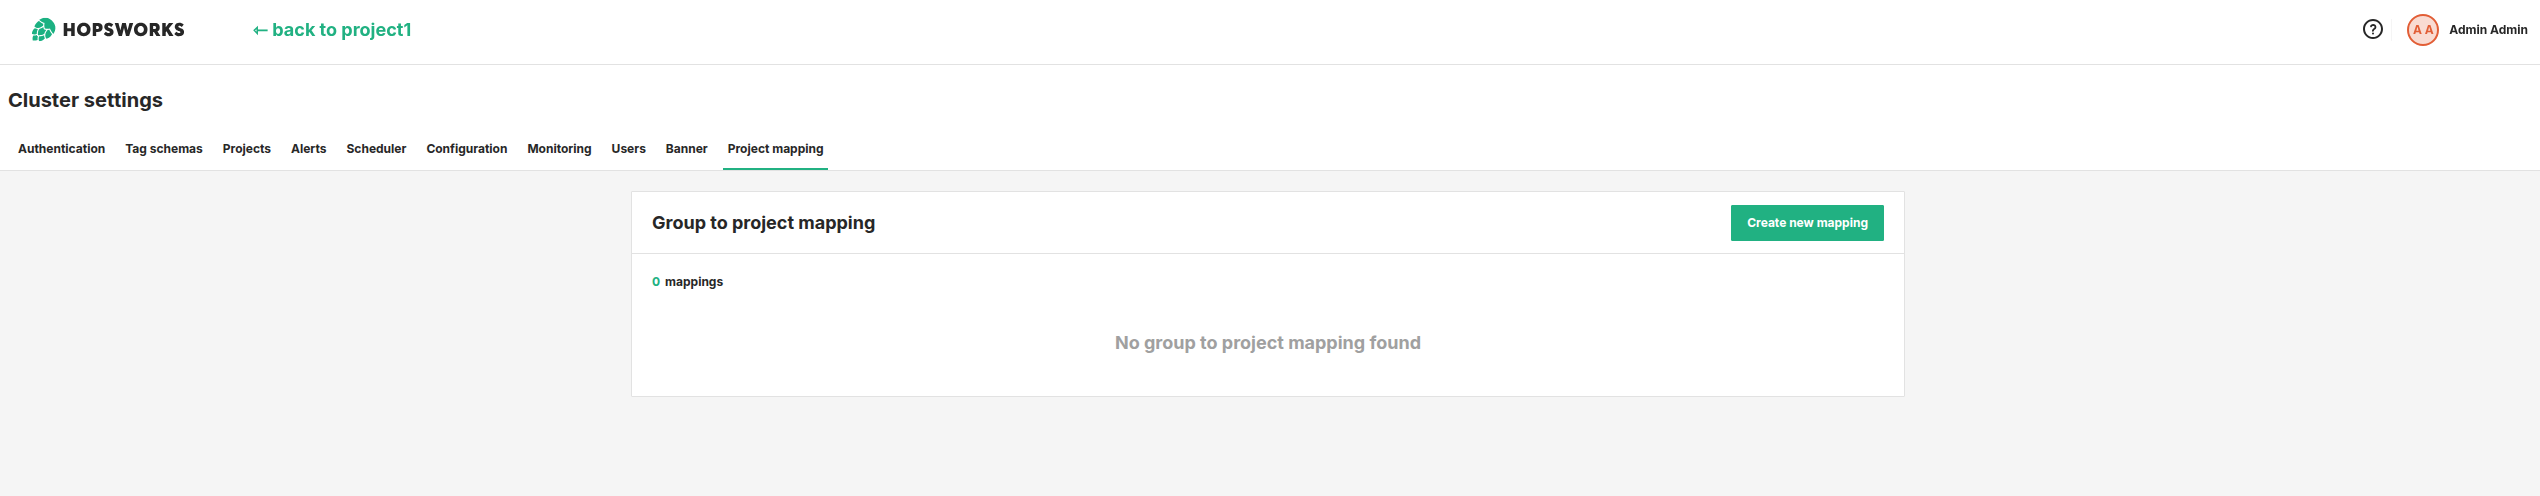 HOPSWORKS
← back to project1
? A A Admin Admin
Cluster settings
Authentication Tag schemas Projects Alerts Scheduler Configuration Monitoring Users Banner Project mapping
Group to project mapping
Create new mapping
0 mappings
No group to project mapping found